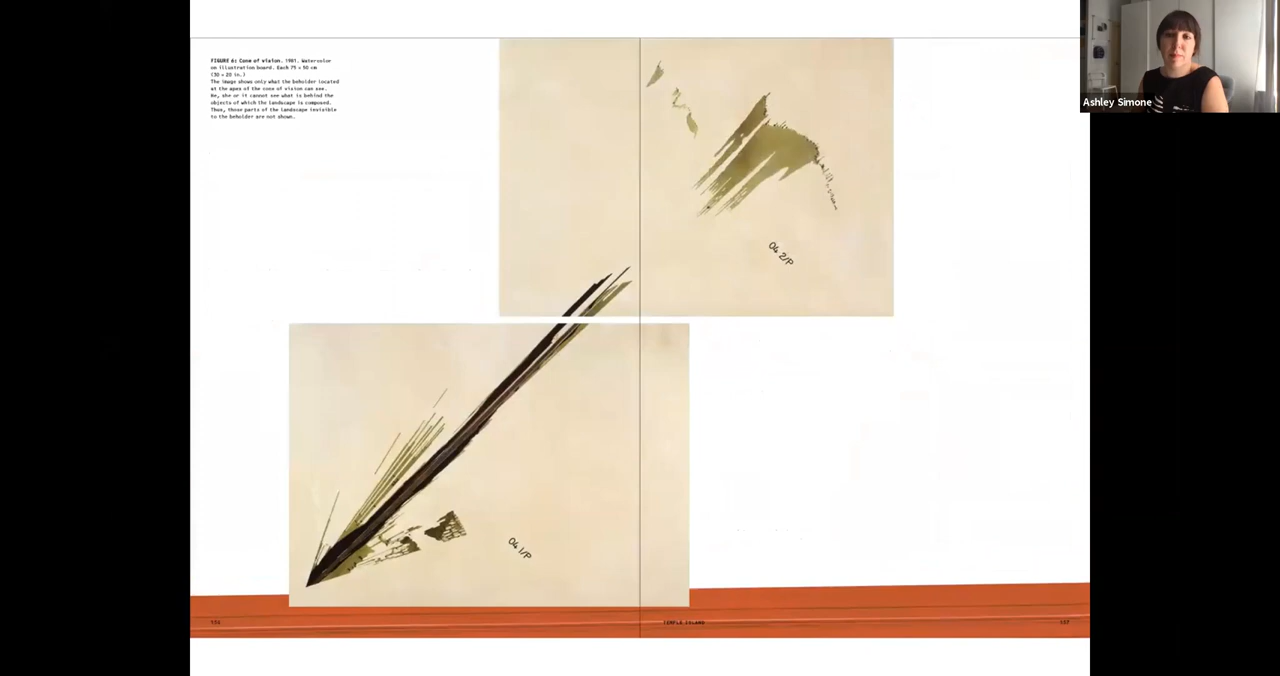 FIGURE 6: Cone of vision. 1981. Watercolor
on illustration board. Each 75 × 50 cm
(30 × 20 in.)
The image shows only what the beholder located
at the apex of the cone of vision can see.
He, she or it cannot see what is behind the
objects of which the landscape is composed.
Thus, those parts of the landscape invisible
to the beholder are not shown.
04 2/P
04 1/P
TEMPLE ISLAND
Ashley Simone